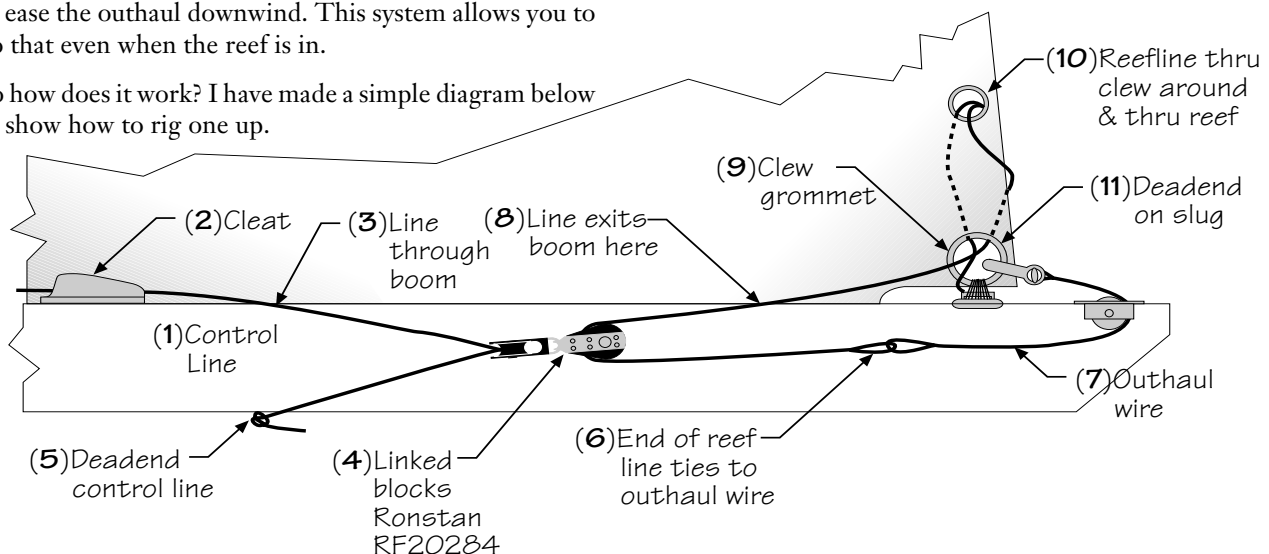 ease the outhaul downwind. This system allows you to
that even when the reef is in.
how does it work? I have made a simple diagram below
show how to rig one up.
(10)Reefline thru
clew around
& thru reef
(9)Clew
grommet
(11)Deadend
on slug
(2)Cleat
(3)Line
through
boom
(8)Line exits
boom here
(1)Control
Line
(7)Outhaul
wire
(6)End of reef
line ties to
outhaul wire
(5)Deadend
control line
(4)Linked
blocks
Ronstan
RF20284